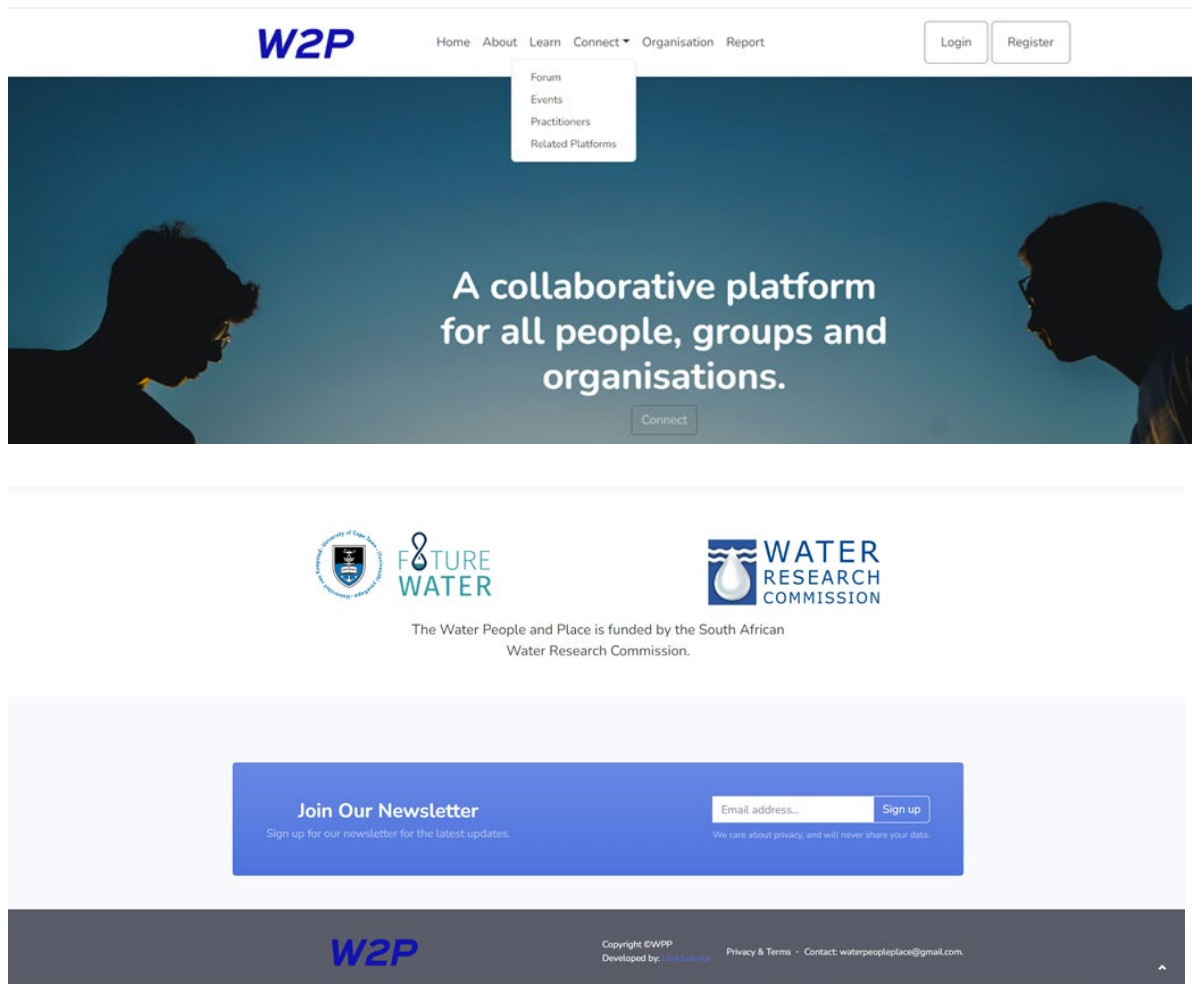 W2P
Home About Learn Connect Organisation Report
Login
Register
Forum
Events
Practitioners
Related Platforms
A collaborative platform
for all people, groups and
organisations.
Connect
FUTURE
WATER
WATER
RESEARCH
COMMISSION
The Water People and Place is funded by the South African
Water Research Commission.
Join Our Newsletter
Sign up for our newsletter for the latest updates.
Email address...
Sign up
We care about privacy, and will never share your data.
W2P
Copyright ©WPP
Developed by:
Privacy & Terms · Contact: waterpeopleplace@gmail.com.